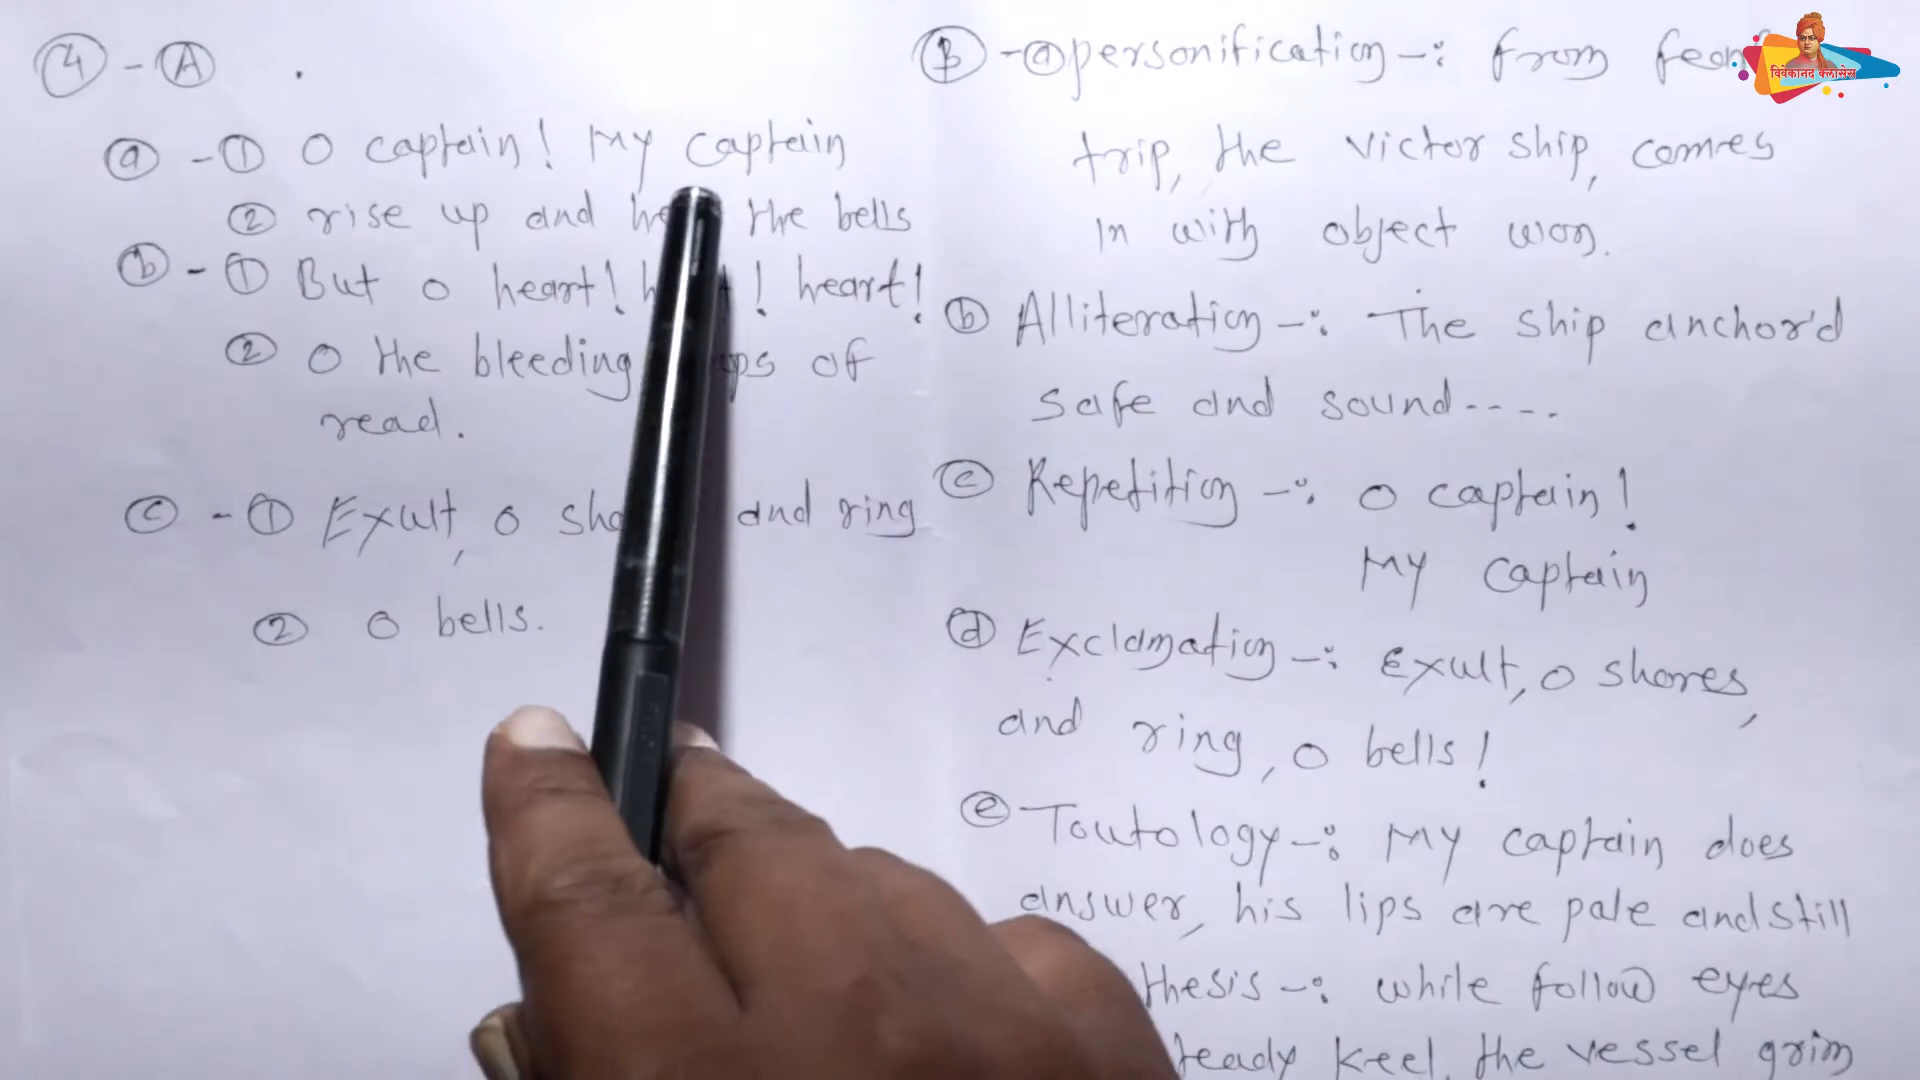 4 - A
a - 1 O captain! My captain
2 rise up and the bells
b - 1 But O heart! ! heart!
2 O the bleeding of
read.
c - 1 Exult, O and ring
2 O bells.
B - a personification -: From
trip, the victor ship, comes
In with object won.
b Alliteration -: The ship anchor'd
safe and sound----
c Repetition -: O captain!
My captain
d Exclamation -: Exult, O shores,
and ring, O bells!
e Toutology -: My captain does
answer, his lips are pale and still
while follow eyes
keel, the vessel grim
विवेकानंद क्लासेस